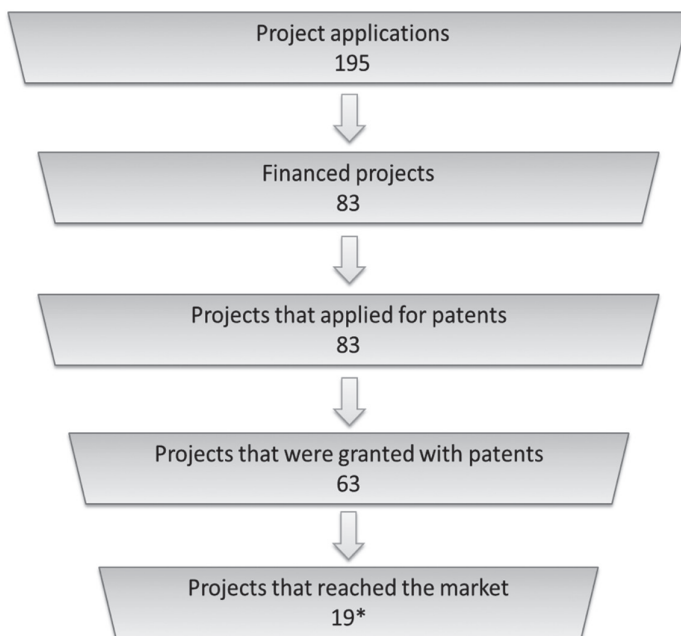 Project applications
195
Financed projects
83
Projects that applied for patents
83
Projects that were granted with patents
63
Projects that reached the market
19*